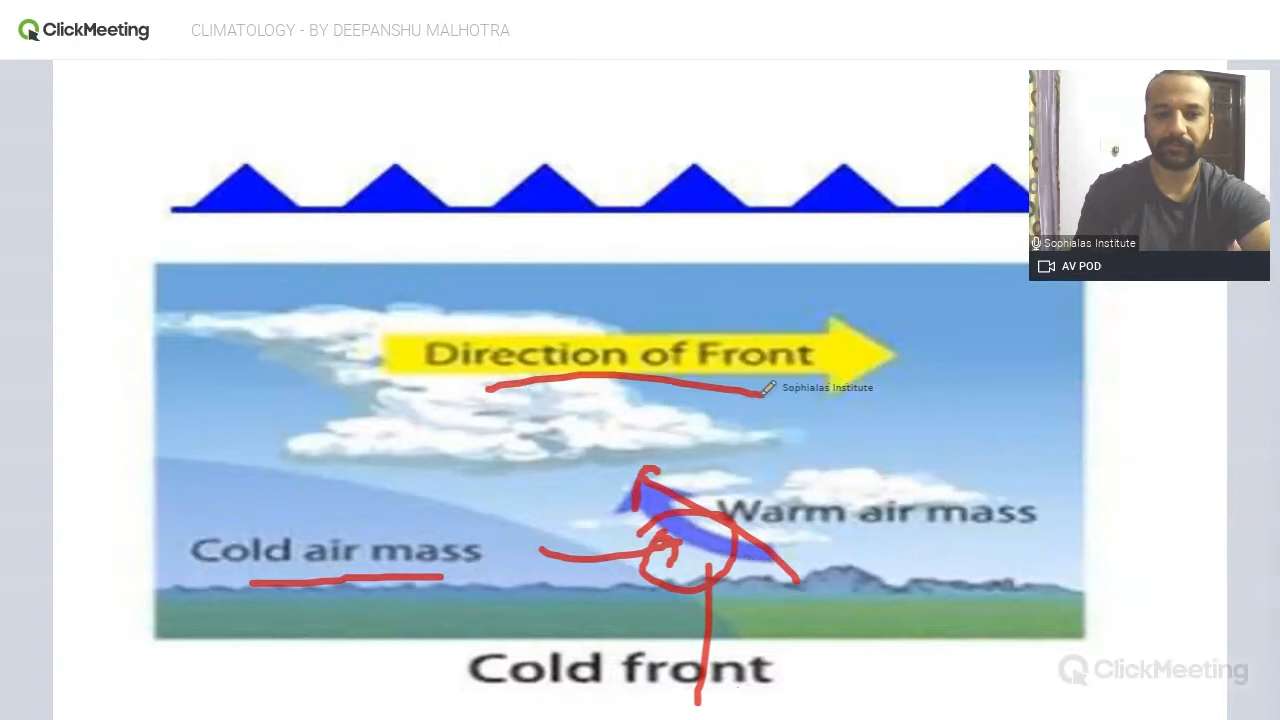 ClickMeeting
CLIMATOLOGY - BY DEEPANSHU MALHOTRA
Sophialas Institute
AV POD
Direction of Front
Sophialas Institute
Warm air mass
Cold air mass
Cold front
ClickMeeting